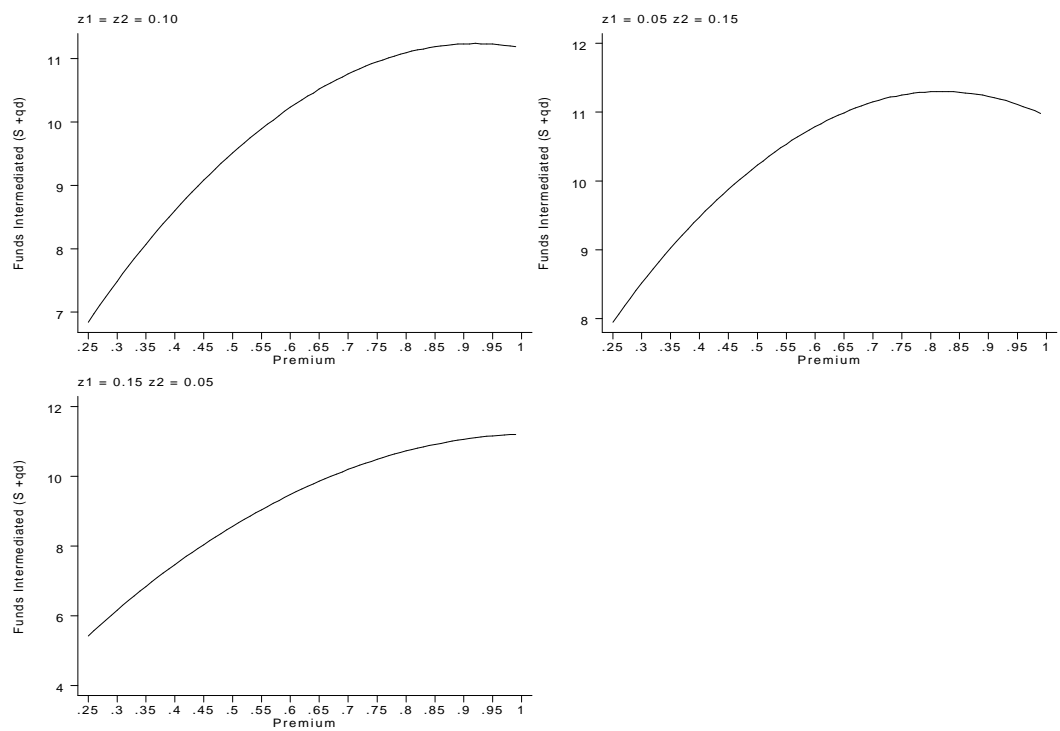 z1 = z2 = 0.10
Funds Intermediated (S +qd)
11
10
9
8
7
.25 .3 .35 .4 .45 .5 .55 .6 .65 .7 .75 .8 .85 .9 .95 1
Premium
z1 = 0.05 z2 = 0.15
Funds Intermediated (S +qd)
12
11
10
9
8
.25 .3 .35 .4 .45 .5 .55 .6 .65 .7 .75 .8 .85 .9 .95 1
Premium
z1 = 0.15 z2 = 0.05
Funds Intermediated (S +qd)
12
10
8
6
4
.25 .3 .35 .4 .45 .5 .55 .6 .65 .7 .75 .8 .85 .9 .95 1
Premium